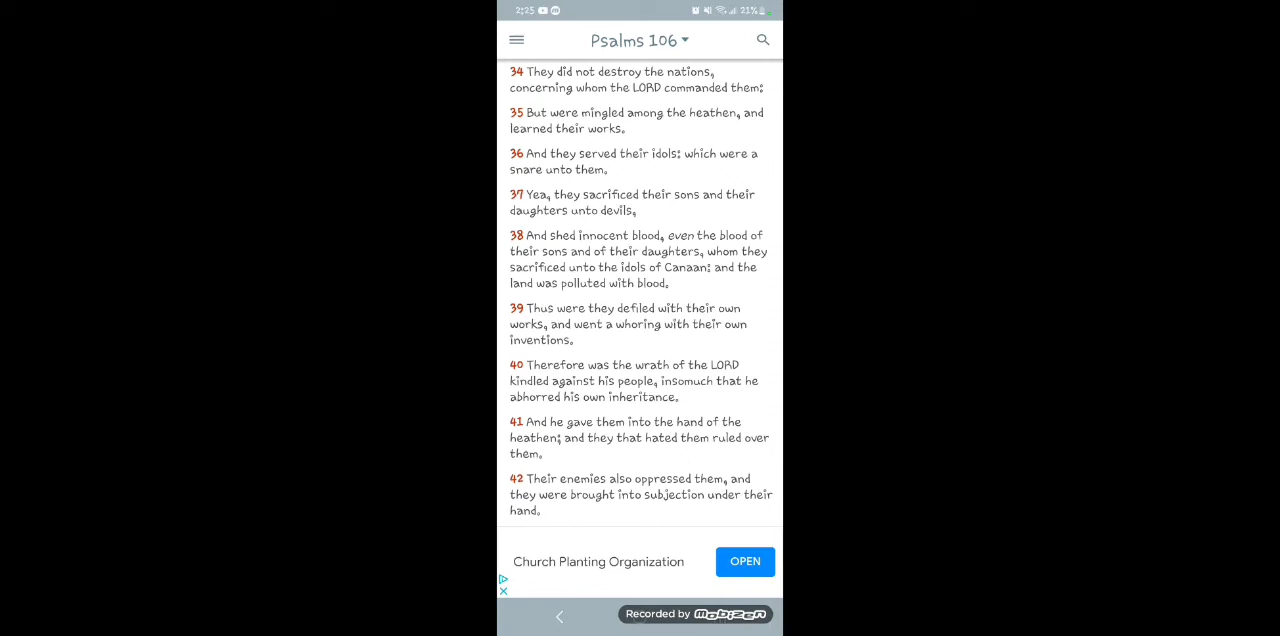 2:25
21%
Psalms 106
34 They did not destroy the nations,
concerning whom the LORD commanded them:
35 But were mingled among the heathen, and
learned their works.
36 And they served their idols: which were a
snare unto them.
37 Yea, they sacrificed their sons and their
daughters unto devils,
38 And shed innocent blood, even the blood of
their sons and of their daughters, whom they
sacrificed unto the idols of Canaan: and the
land was polluted with blood.
39 Thus were they defiled with their own
works, and went a whoring with their own
inventions.
40 Therefore was the wrath of the LORD
kindled against his people, insomuch that he
abhorred his own inheritance.
41 And he gave them into the hand of the
heathen; and they that hated them ruled over
them.
42 Their enemies also oppressed them, and
they were brought into subjection under their
hand.
Church Planting Organization
OPEN
Recorded by mobizen